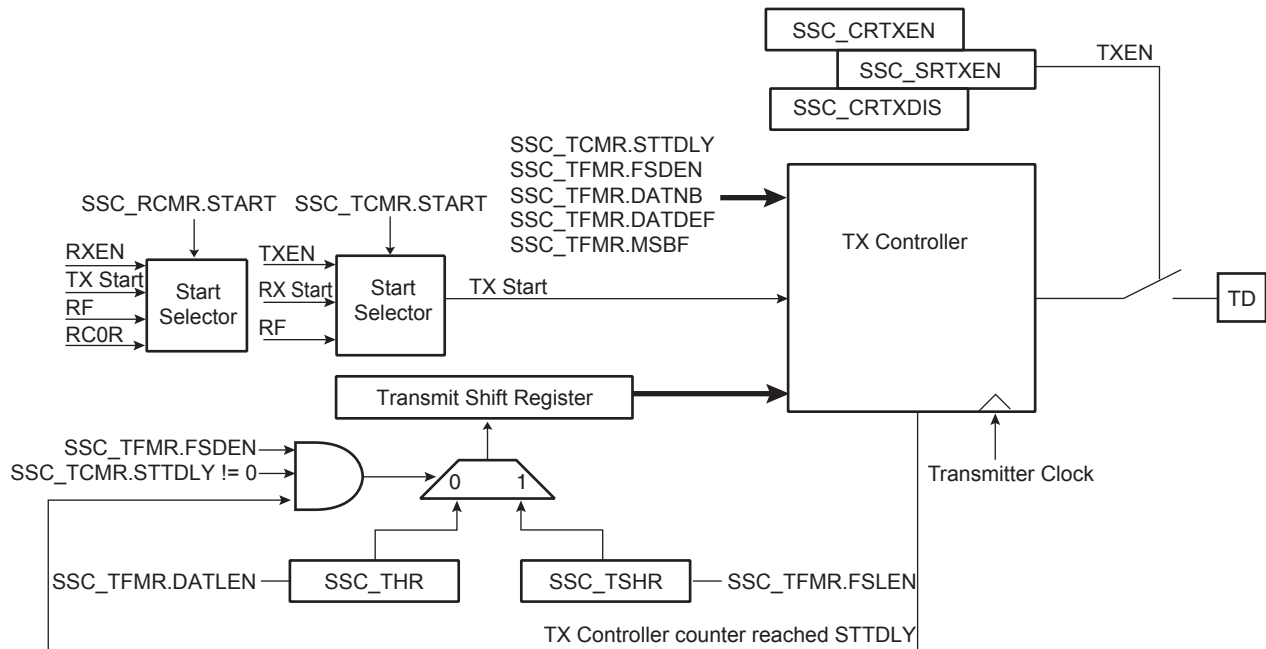 SSC_CRTXEN
SSC_SRTXEN
TXEN
SSC_CRTXDIS
SSC_TCMR.STTDLY
SSC_TFMR.FSDEN
SSC_TFMR.DATNB
SSC_TFMR.DATDEF
SSC_TFMR.MSBF
SSC_RCMR.START
SSC_TCMR.START
RXEN
TX Start
RF
RC0R
Start
Selector
TXEN
RX Start
RF
Start
Selector
TX Start
TX Controller
TD
Transmit Shift Register
SSC_TFMR.FSDEN
SSC_TCMR.STTDLY != 0
0
1
Transmitter Clock
SSC_TFMR.DATLEN
SSC_THR
SSC_TSHR
SSC_TFMR.FSLEN
TX Controller counter reached STTDLY